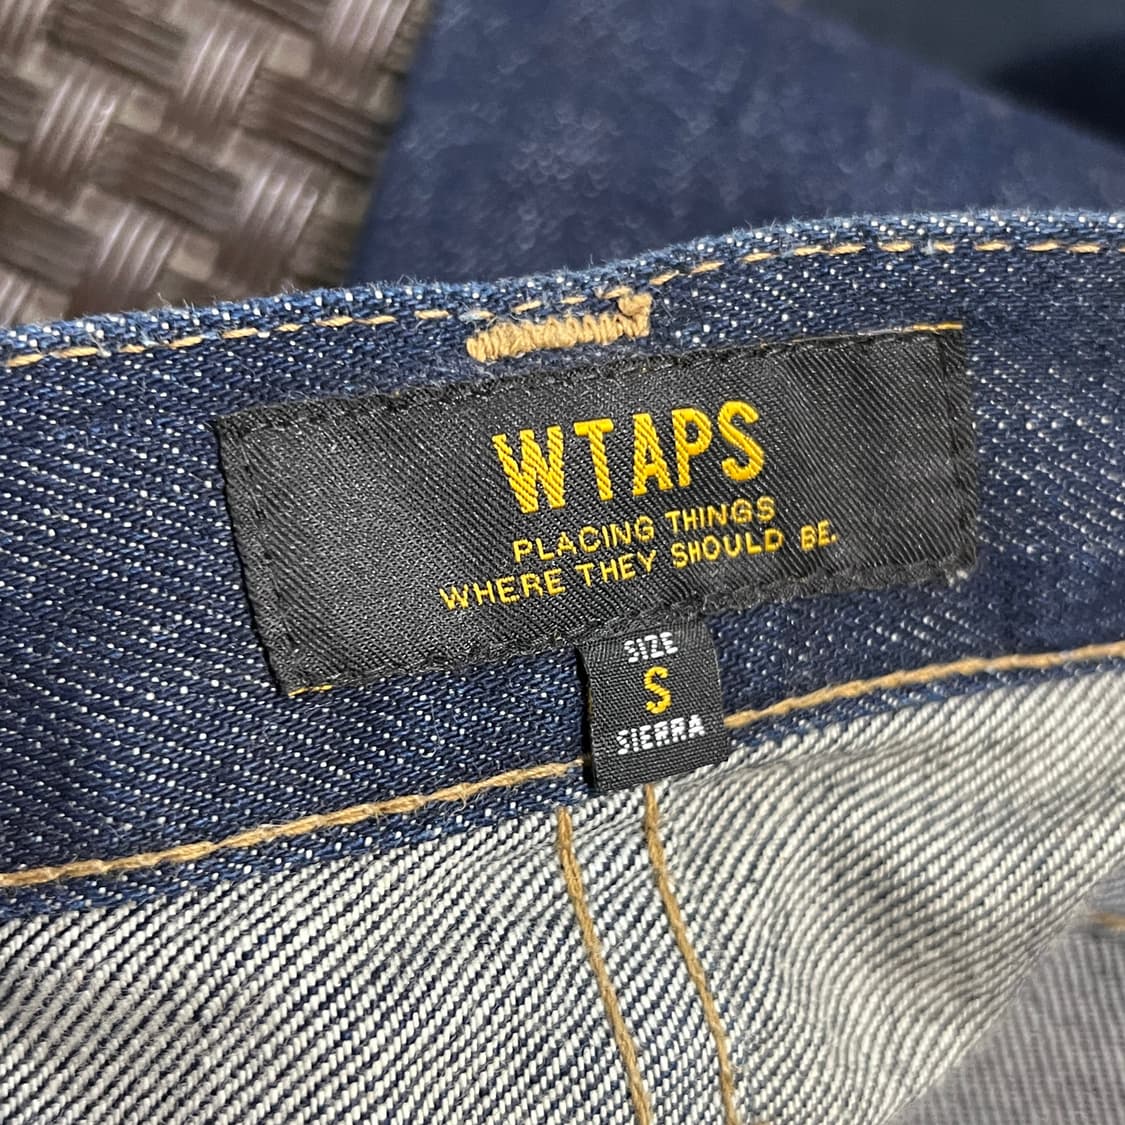 WTAPS
PLACING THINGS
WHERE THEY SHOULD BE.
SIZE
S
SIERRA